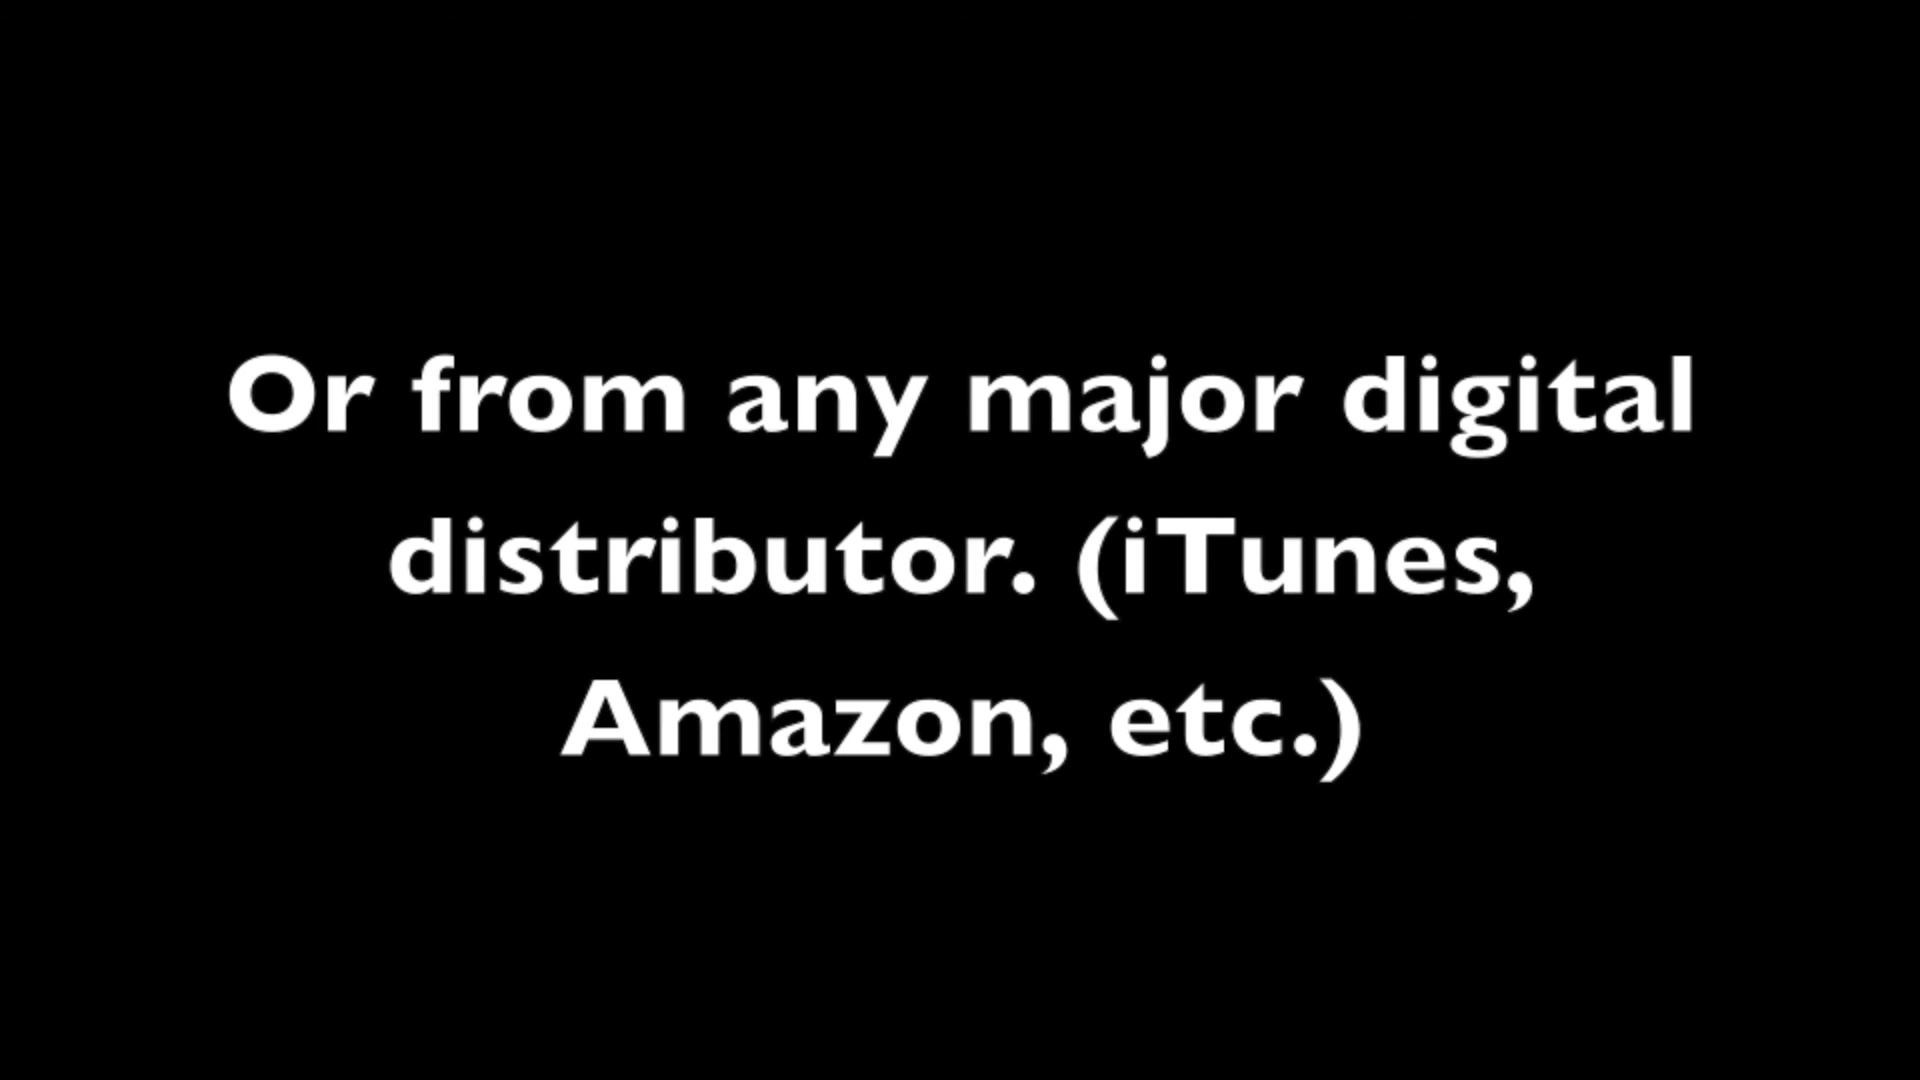 Or from any major digital
distributor. (iTunes,
Amazon, etc.)